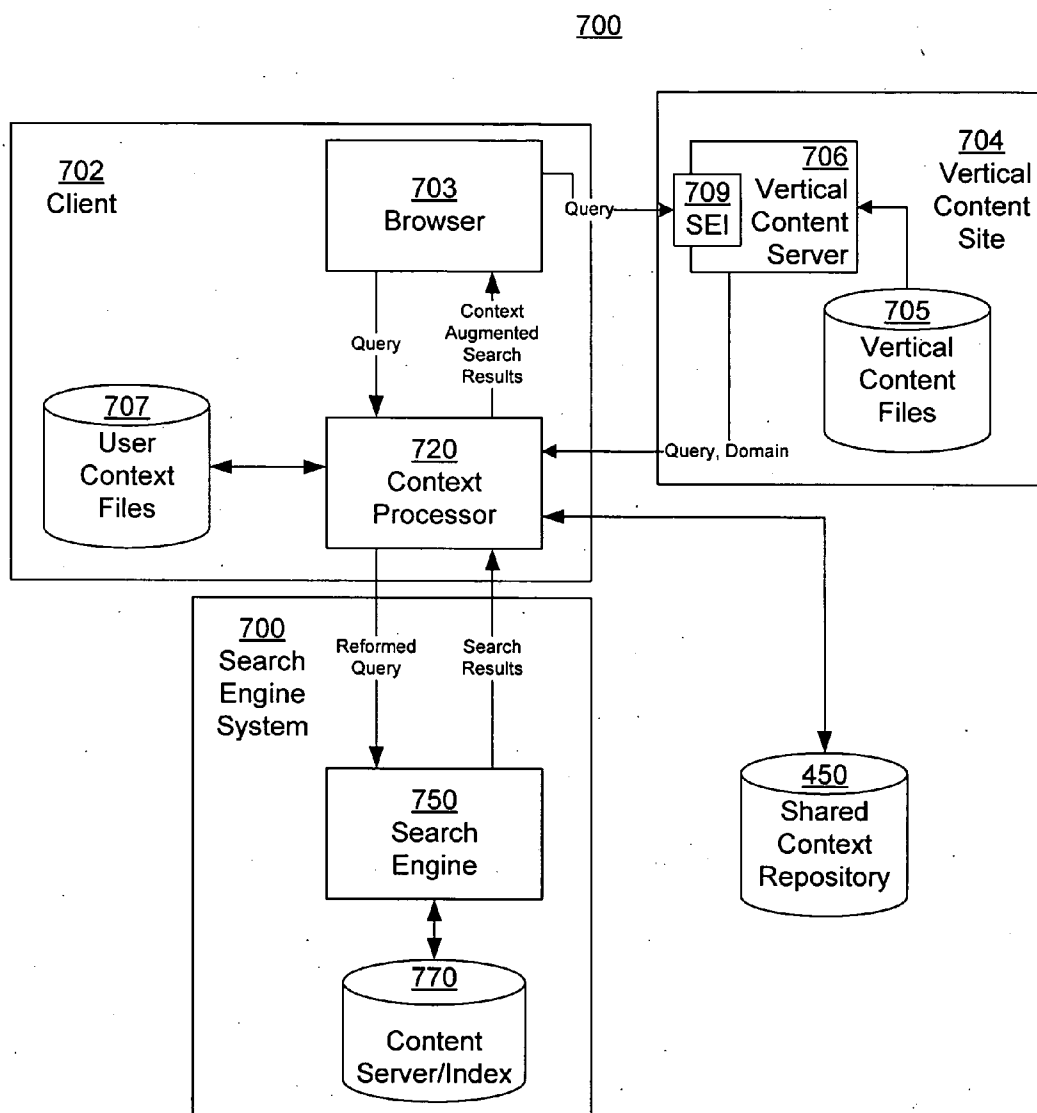 700
702
Client
703
Browser
Query
709
SEI
706
Vertical
Content
Server
704
Vertical
Content
Site
705
Vertical
Content
Files
Query
Context
Augmented
Search
Results
707
User
Context
Files
720
Context
Processor
Query, Domain
700
Search
Engine
System
Reformed
Query
Search
Results
750
Search
Engine
450
Shared
Context
Repository
770
Content
Server/Index